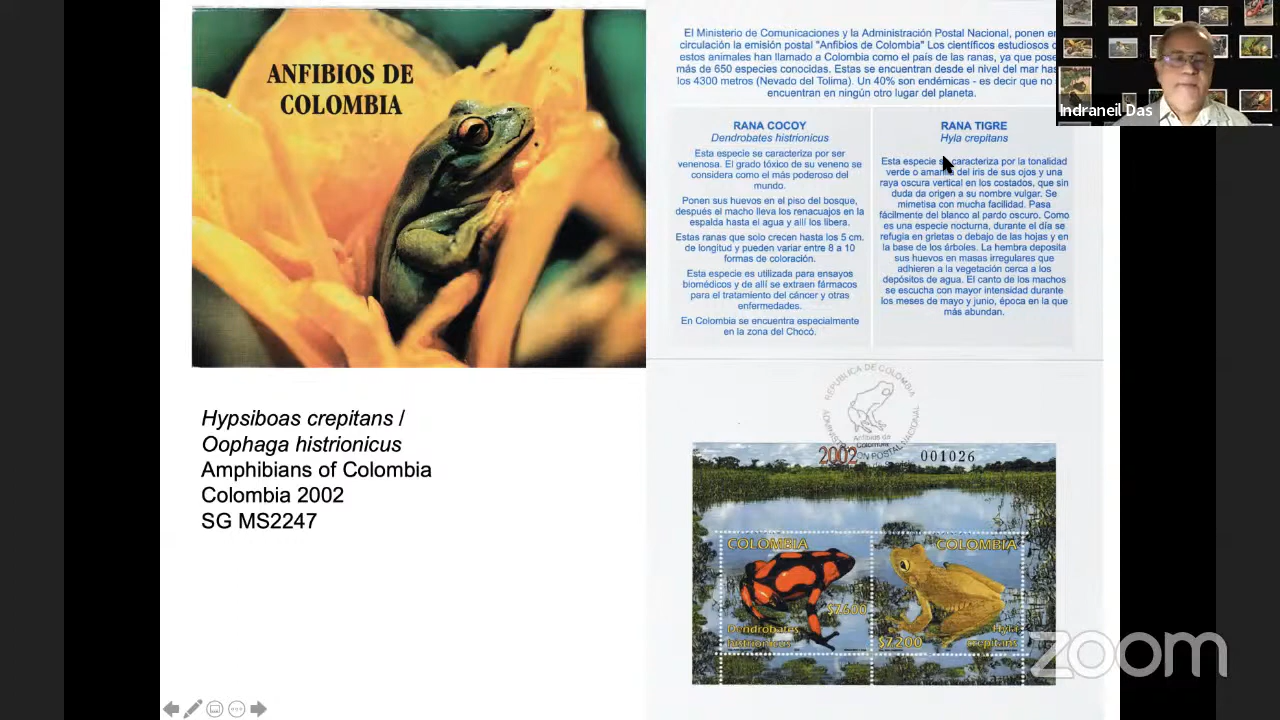 ANFIBIOS DE
COLOMBIA
El Ministerio de Comunicaciones y la Administración Postal Nacional, ponen en
circulación la emisión postal "Anfibios de Colombia" Los científicos estudiosos
estos animales han llamado a Colombia como el país de las ranas, ya que
más de 650 especies conocidas. Estas se encuentran desde el nivel del mar
los 4300 metros (Nevado del Tolima). Un 40% son endémicas - es decir que no
encuentran en ningún otro lugar del planeta.
RANA COCOY
Dendrobates histrionicus
Esta especie se caracteriza por ser
venenosa. El grado tóxico de su veneno se
considera como el más poderoso del
mundo.
Ponen sus huevos en el piso del bosque,
después el macho lleva los renacuajos en la
espalda hasta el agua y allí los libera.
Estas ranas que solo crecen hasta los 5 cm.
de longitud y pueden variar entre 8 a 10
formas de coloración.
Esta especie es utilizada para ensayos
biomédicos y de allí se extraen fármacos
para el tratamiento del cáncer y otras
enfermedades.
En Colombia se encuentra especialmente
en la zona del Chocó.
RANA TIGRE
Hyla crepitans
Esta especie se caracteriza por la tonalidad
verde o amarilla del iris de sus ojos y una
raya oscura vertical en los costados, que sin
duda da origen a su nombre vulgar. Se
mimetisa con mucha facilidad. Pasa
fácilmente del blanco al pardo oscuro. Como
es una especie nocturna, durante el día se
refugia en grietas o debajo de las hojas y en
la base de los árboles. La hembra deposita
sus huevos en masas irregulares que
adhieren a la vegetación cerca a los
depósitos de agua. El canto de los machos
se escucha con mayor intensidad durante
los meses de mayo y junio, época en la que
más abundan.
Indraneil Das
Hypsiboas crepitans /
Oophaga histrionicus
Amphibians of Colombia
Colombia 2002
SG MS2247
REPUBLICA DE COLOMBIA
POSTAL NACIONAL
Anfibios de
Colombia
2002
001026
COLOMBIA
$7.600
Dendrobates
histrionicus
COLOMBIA
$7.200
Hyla
crepitans
zoom